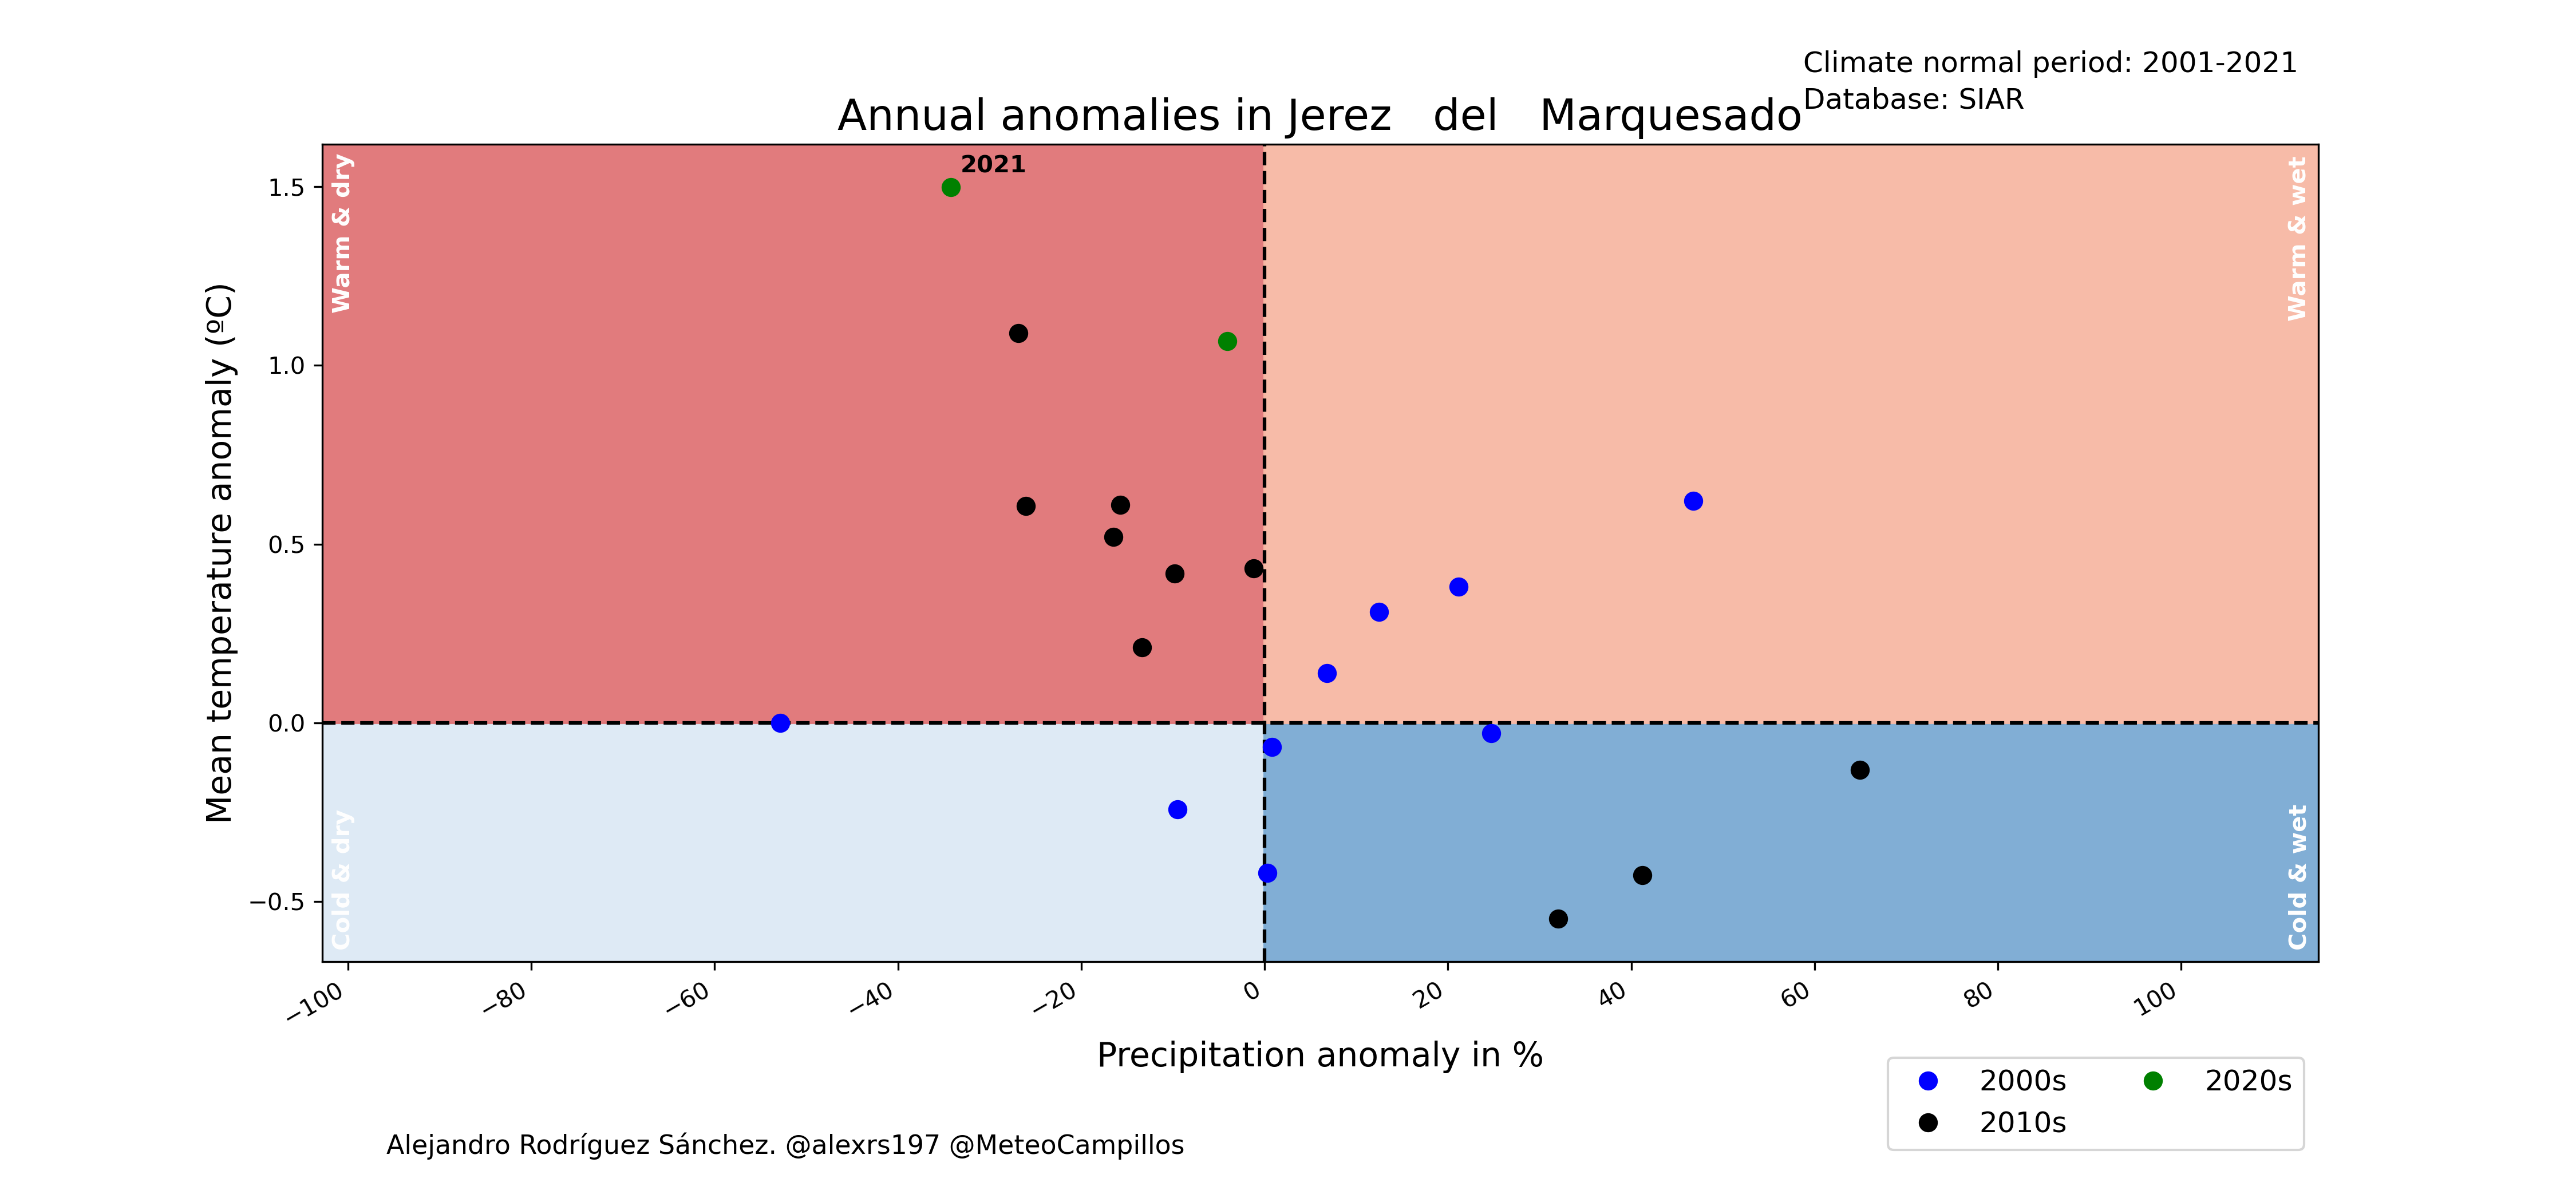 Climate normal period: 2001-2021
Database: SIAR
Annual anomalies in Jerez   del   Marquesado
Warm & dry
2021
Warm & wet
Mean temperature anomaly (ºC)
1.5
1.0
0.5
0.0
−0.5
Cold & dry
Cold & wet
−100
−80
−60
−40
−20
0
20
40
60
80
100
Precipitation anomaly in %
2000s
2020s
2010s
Alejandro Rodríguez Sánchez. @alexrs197 @MeteoCampillos